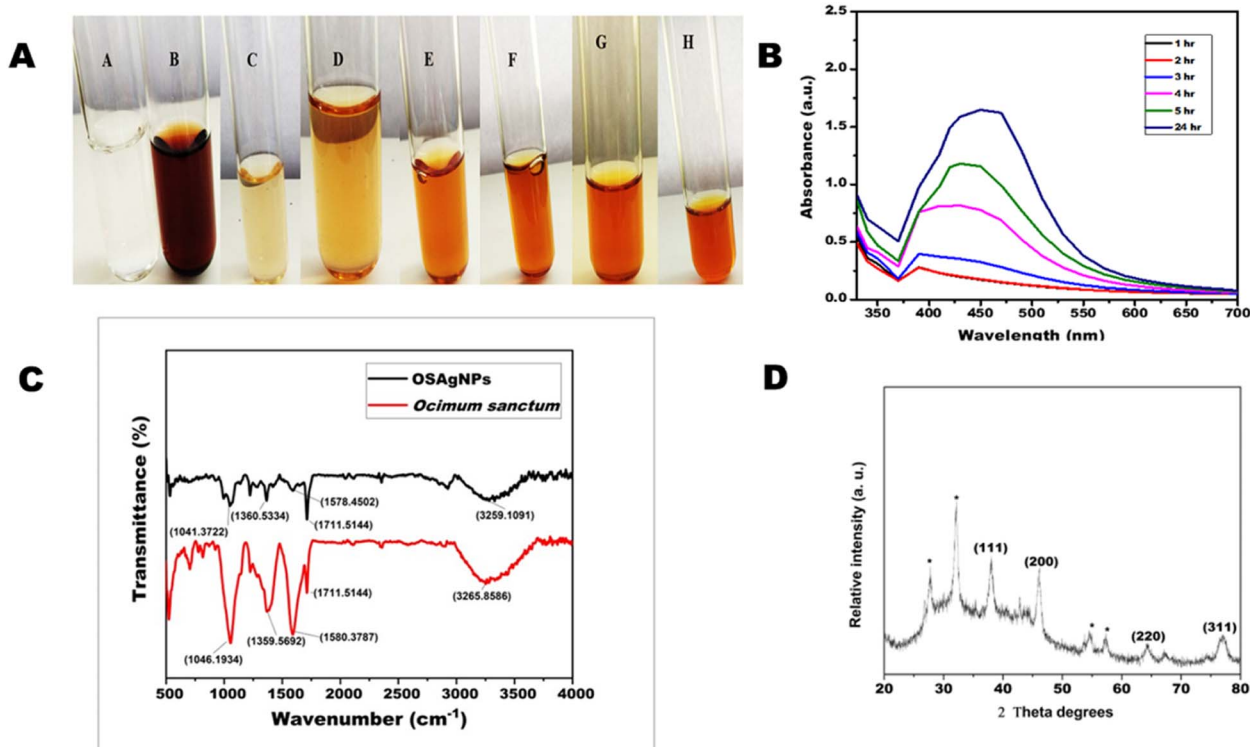 A
A
B
C
D
E
F
G
H
B
Absorbance (a.u.)
2.5
2.0
1.5
1.0
0.5
0.0
350
400
450
500
550
600
650
700
Wavelength (nm)
1 hr
2 hr
3 hr
4 hr
5 hr
24 hr
C
Transmittance (%)
OSAgNPs
Ocimum sanctum
(1041.3722)
(1360.5334)
(1578.4502)
(1711.5144)
(3259.1091)
(1046.1934)
(1359.5692)
(1580.3787)
(1711.5144)
(3265.8586)
500
1000
1500
2000
2500
3000
3500
4000
Wavenumber (cm⁻¹)
D
Relative intensity (a. u.)
*
*
(111)
(200)
*
*
(220)
(311)
20
30
40
50
60
70
80
2 Theta degrees